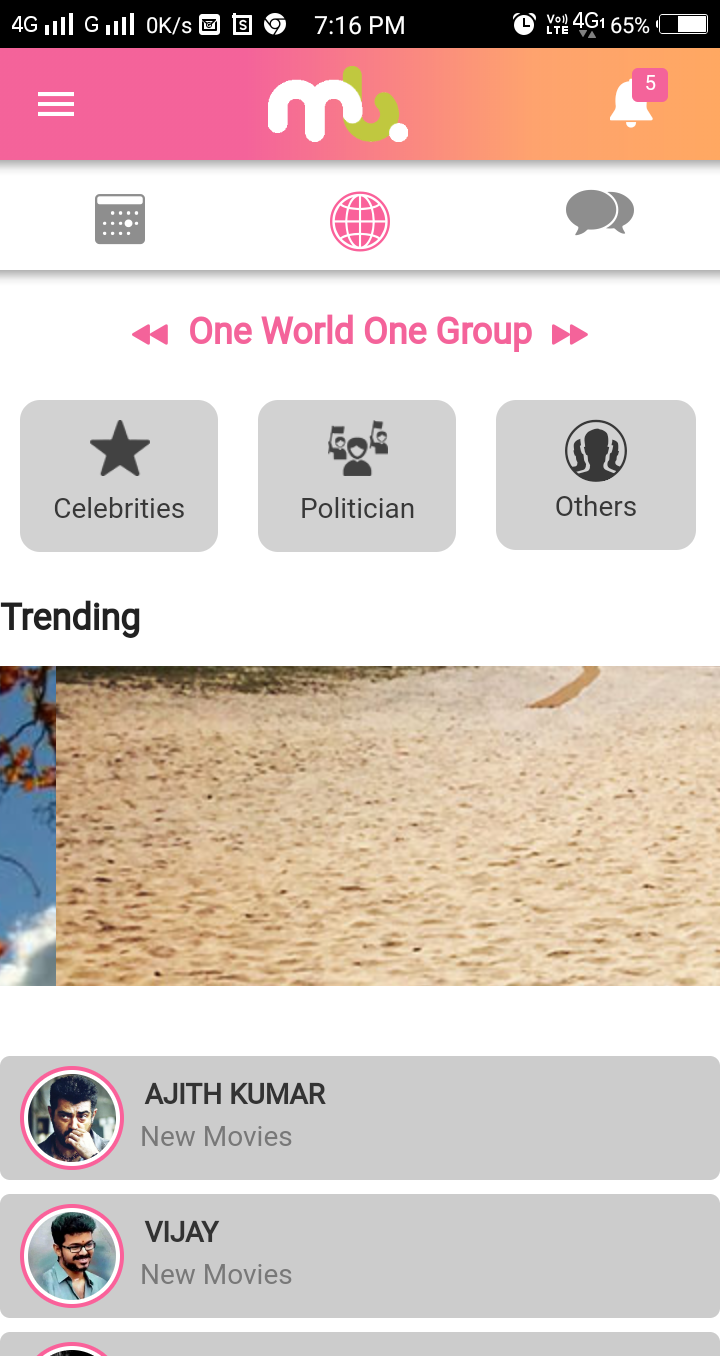 4G G 0K/s 7:16 PM Vo)) LTE 4G1 65%
mu.
5
One World One Group
Celebrities Politician Others
Trending
AJITH KUMAR
New Movies
VIJAY
New Movies